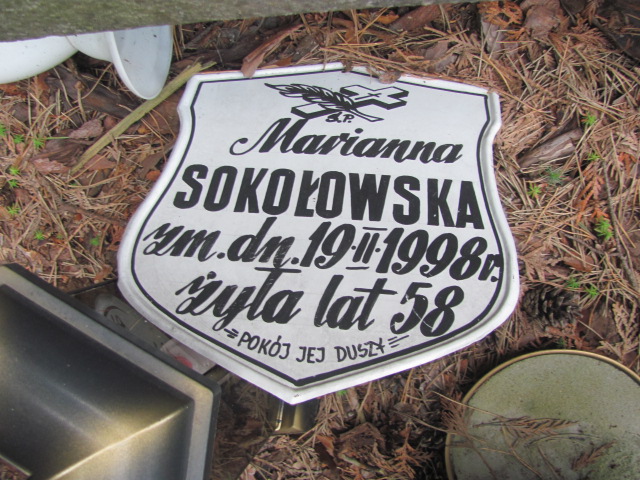 Ś.P.
Marianna
SOKOŁOWSKA
zm. dn. 19-II-1998 r.
żyła lat 58
=POKÓJ JEJ DUSZY=